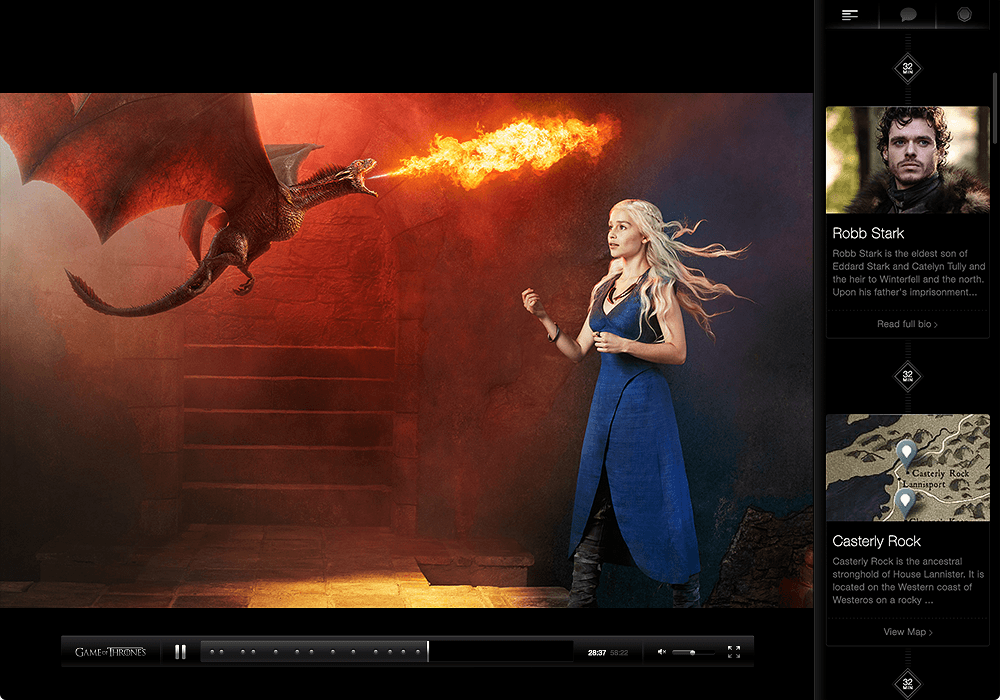 32
MIN
Robb Stark
Robb Stark is the eldest son of
Eddard Stark and Catelyn Tully and
the heir to Winterfell and the north.
Upon his father's imprisonment...
Read full bio ›
32
MIN
Casterly Rock
Lannisport
Casterly Rock
Casterly Rock is the ancestral
stronghold of House Lannister. It is
located on the Western coast of
Westeros on a rocky ...
View Map ›
32
MIN
GAME OF THRONES
28:37 58:22